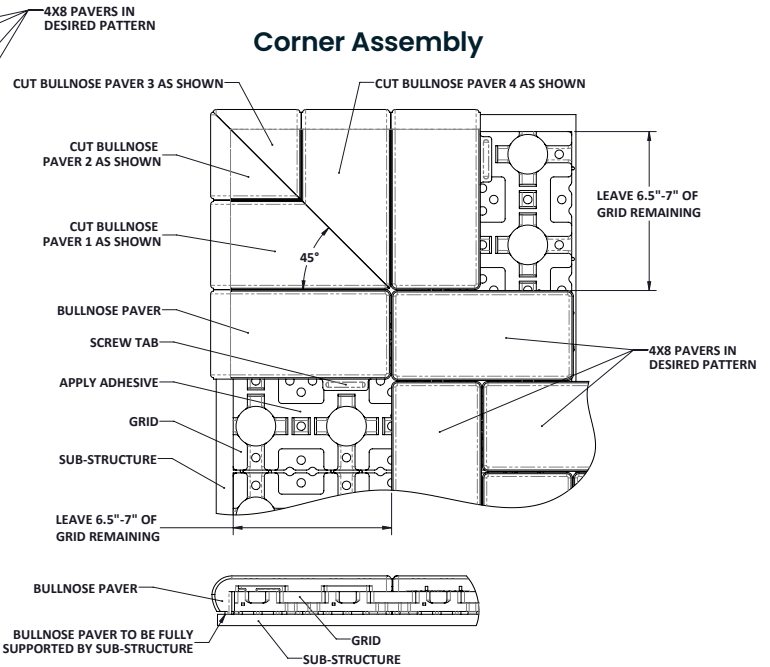 4X8 PAVERS IN
DESIRED PATTERN
Corner Assembly
CUT BULLNOSE PAVER 3 AS SHOWN
CUT BULLNOSE PAVER 4 AS SHOWN
CUT BULLNOSE
PAVER 2 AS SHOWN
LEAVE 6.5"-7" OF
GRID REMAINING
CUT BULLNOSE
PAVER 1 AS SHOWN
45°
BULLNOSE PAVER
SCREW TAB
4X8 PAVERS IN
DESIRED PATTERN
APPLY ADHESIVE
GRID
SUB-STRUCTURE
LEAVE 6.5"-7" OF
GRID REMAINING
BULLNOSE PAVER
BULLNOSE PAVER TO BE FULLY
SUPPORTED BY SUB-STRUCTURE
GRID
SUB-STRUCTURE